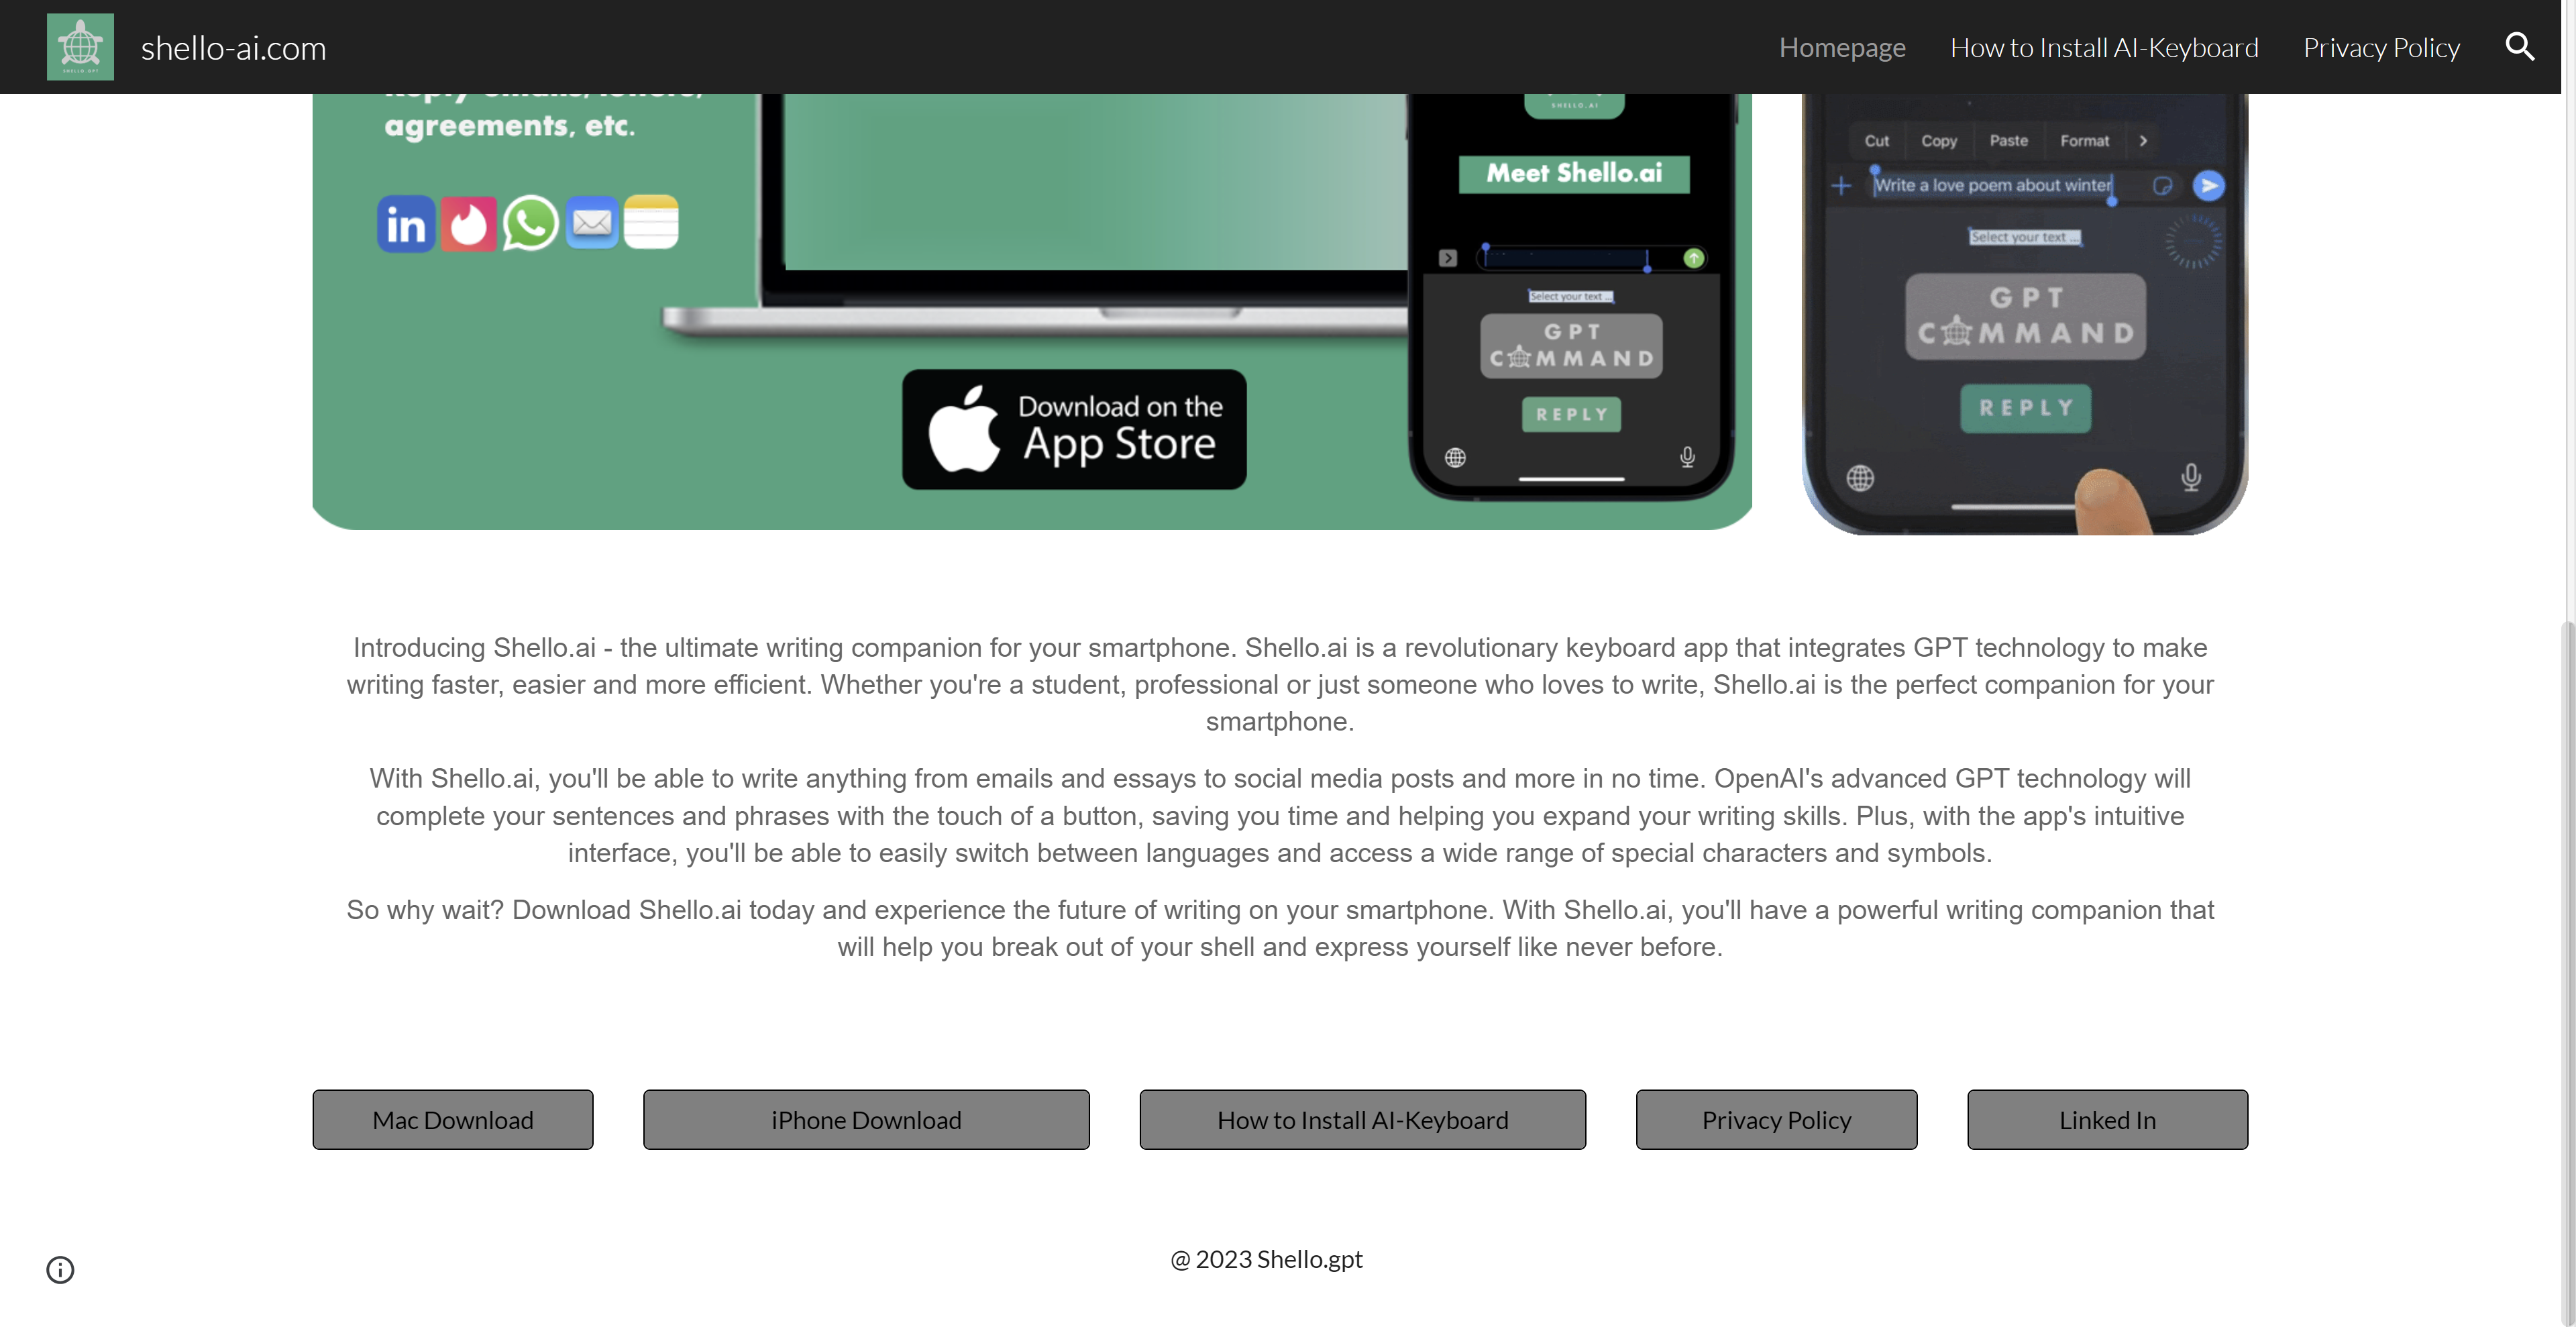 SHELLO.GPT
shello-ai.com
Homepage
How to Install AI-Keyboard
Privacy Policy
agreements, etc.
in
Download on the
App Store
SHELLO.AI
Meet Shello.ai
Select your text ...
GPT
COMMAND
REPLY
Cut Copy Paste Format
Write a love poem about winter
Select your text ...
GPT
COMMAND
REPLY
Introducing Shello.ai - the ultimate writing companion for your smartphone. Shello.ai is a revolutionary keyboard app that integrates GPT technology to make
writing faster, easier and more efficient. Whether you're a student, professional or just someone who loves to write, Shello.ai is the perfect companion for your
smartphone.
With Shello.ai, you'll be able to write anything from emails and essays to social media posts and more in no time. OpenAI's advanced GPT technology will
complete your sentences and phrases with the touch of a button, saving you time and helping you expand your writing skills. Plus, with the app's intuitive
interface, you'll be able to easily switch between languages and access a wide range of special characters and symbols.
So why wait? Download Shello.ai today and experience the future of writing on your smartphone. With Shello.ai, you'll have a powerful writing companion that
will help you break out of your shell and express yourself like never before.
Mac Download
iPhone Download
How to Install AI-Keyboard
Privacy Policy
Linked In
@ 2023 Shello.gpt